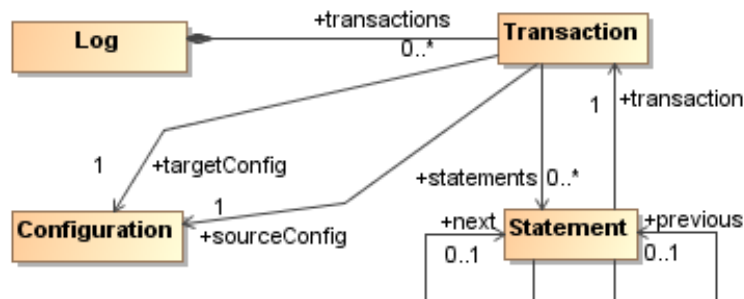 +transactions
Log
Transaction
0..*
1
+transaction
1
+targetConfig
+statements
0..*
1
+next
+previous
Configuration
Statement
+sourceConfig
0..1
0..1